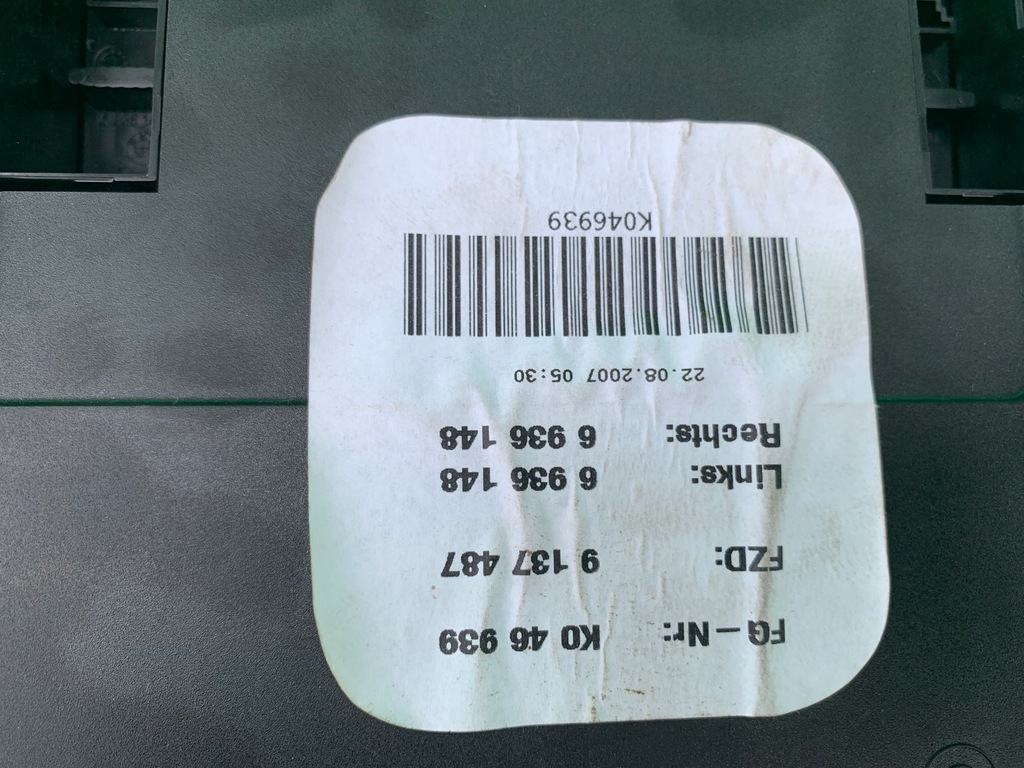 FG-Nr: K0 46 939
FZD: 9 137 487
Links: 6 936 148
Rechts: 6 936 148
22.08.2007 05:30
K046939